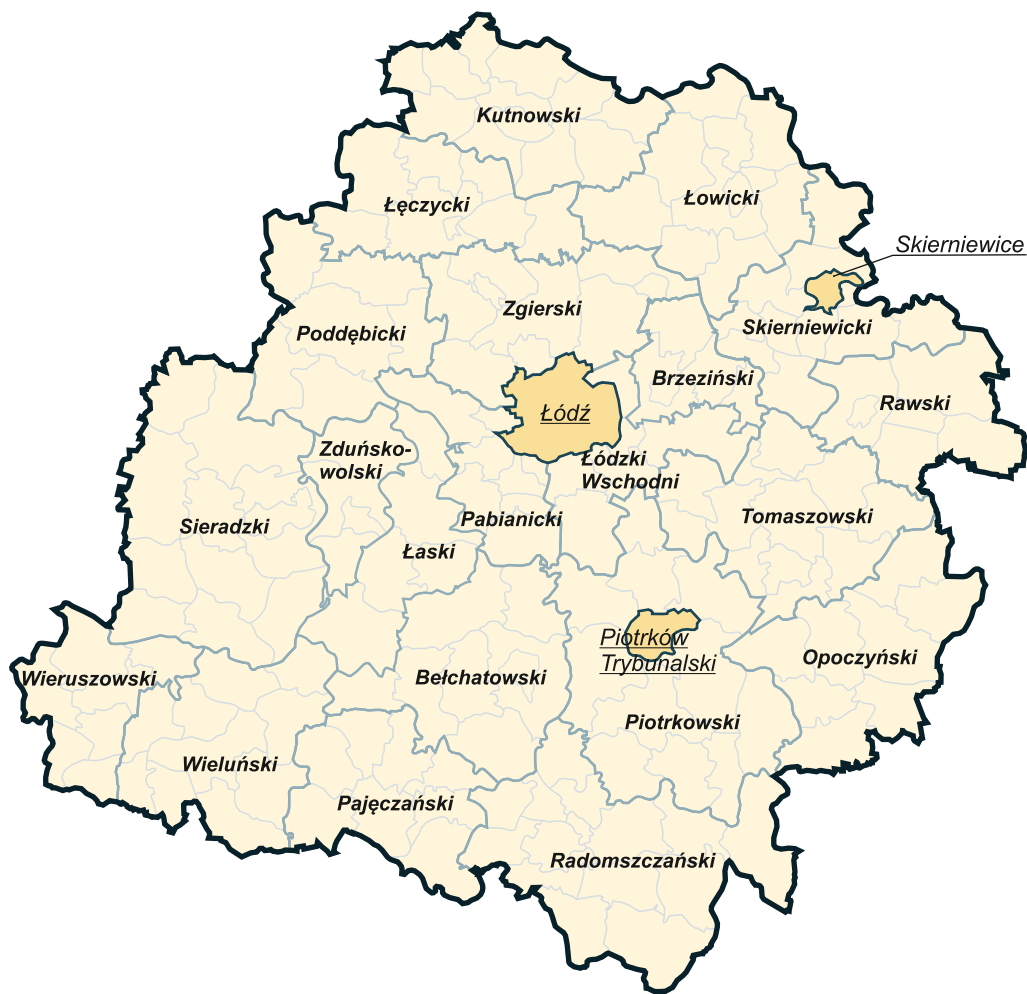 Kutnowski
Łęczycki
Łowicki
Skierniewice
Zgierski
Poddębicki
Skierniewicki
Brzeziński
Rawski
Łódź
Zduńsko-
wolski
Łódzki
Wschodni
Sieradzki
Pabianicki
Tomaszowski
Łaski
Piotrków
Trybunalski
Opoczyński
Wieruszowski
Bełchatowski
Piotrkowski
Wieluński
Pajęczański
Radomszczański